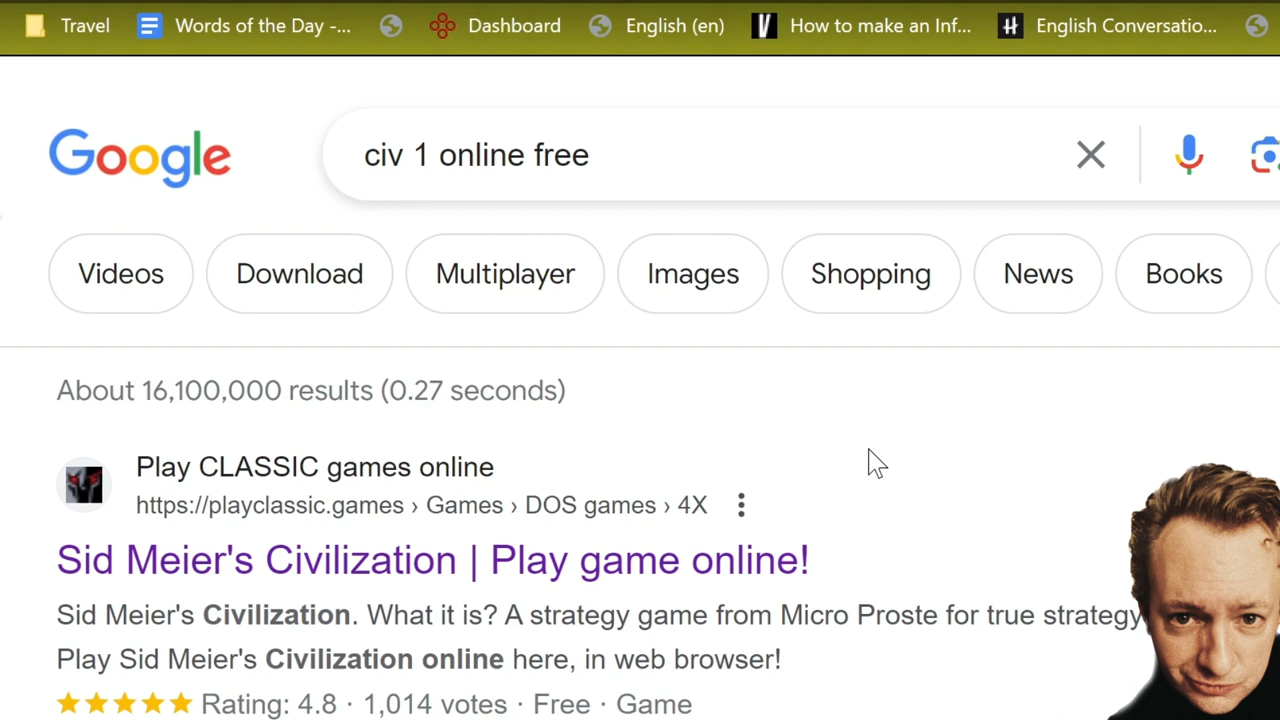 Travel Words of the Day -... Dashboard English (en) How to make an Inf... English Conversatio...
Google civ 1 online free
Videos Download Multiplayer Images Shopping News Books
About 16,100,000 results (0.27 seconds)
Play CLASSIC games online
https://playclassic.games › Games › DOS games › 4X
Sid Meier's Civilization | Play game online!
Sid Meier's Civilization. What it is? A strategy game from Micro Proste for true strategy
Play Sid Meier's Civilization online here, in web browser!
Rating: 4.8 · 1,014 votes · Free · Game